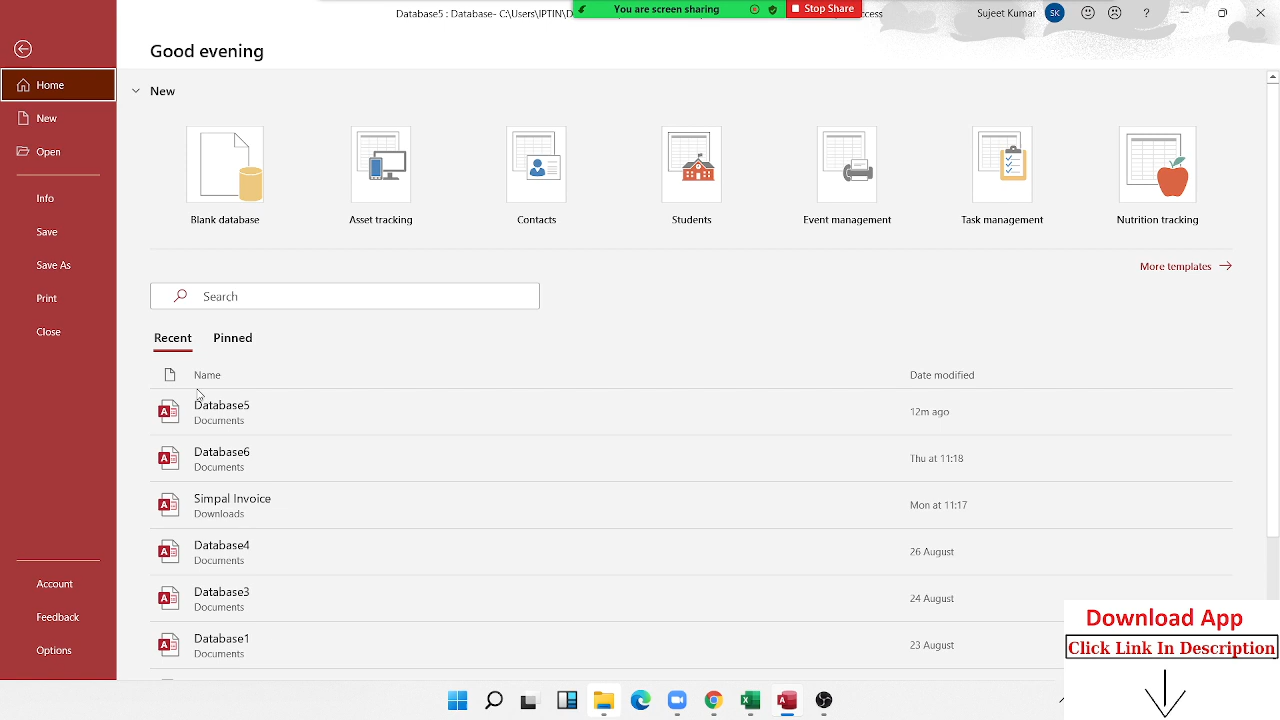 Database5 : Database- C:\Users\IPTIN\D
You are screen sharing
Stop Share
Sujeet Kumar
SK
?
Good evening
Home
New
Open
Info
Save
Save As
Print
Close
Account
Feedback
Options
New
Blank database
Asset tracking
Contacts
Students
Event management
Task management
Nutrition tracking
More templates
Search
Recent
Pinned
Name
Date modified
Database5
Documents
12m ago
Database6
Documents
Thu at 11:18
Simpal Invoice
Downloads
Mon at 11:17
Database4
Documents
26 August
Database3
Documents
24 August
Database1
Documents
23 August
Download App
Click Link In Description